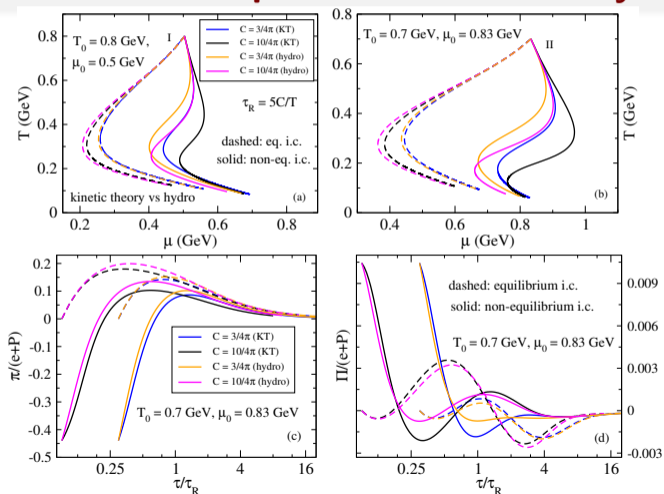 T₀ = 0.8 GeV,
μ₀ = 0.5 GeV
I
C = 3/4π (KT)
C = 10/4π (KT)
C = 3/4π (hydro)
C = 10/4π (hydro)
τ_R = 5C/T
dashed: eq. i.c.
solid: non-eq. i.c.
kinetic theory vs hydro
(a)
T (GeV)
0.8
0.6
0.4
0.2
0
0.2
0.4
0.6
0.8
μ (GeV)
T₀ = 0.7 GeV, μ₀ = 0.83 GeV
II
(b)
T (GeV)
0.8
0.6
0.4
0.2
0
0.4
0.6
0.8
1
μ (GeV)
π/(e+P)
0.2
0.1
0
-0.1
-0.2
-0.3
-0.4
-0.5
C = 3/4π (KT)
C = 10/4π (KT)
C = 3/4π (hydro)
C = 10/4π (hydro)
T₀ = 0.7 GeV, μ₀ = 0.83 GeV
(c)
0.25
1
4
16
τ/τ_R
dashed: equilibrium i.c.
solid: non-equilibrium i.c.
T₀ = 0.7 GeV, μ₀ = 0.83 GeV
(d)
Π/(e+P)
0.009
0.006
0.003
0
-0.003
0.25
1
4
16
τ/τ_R